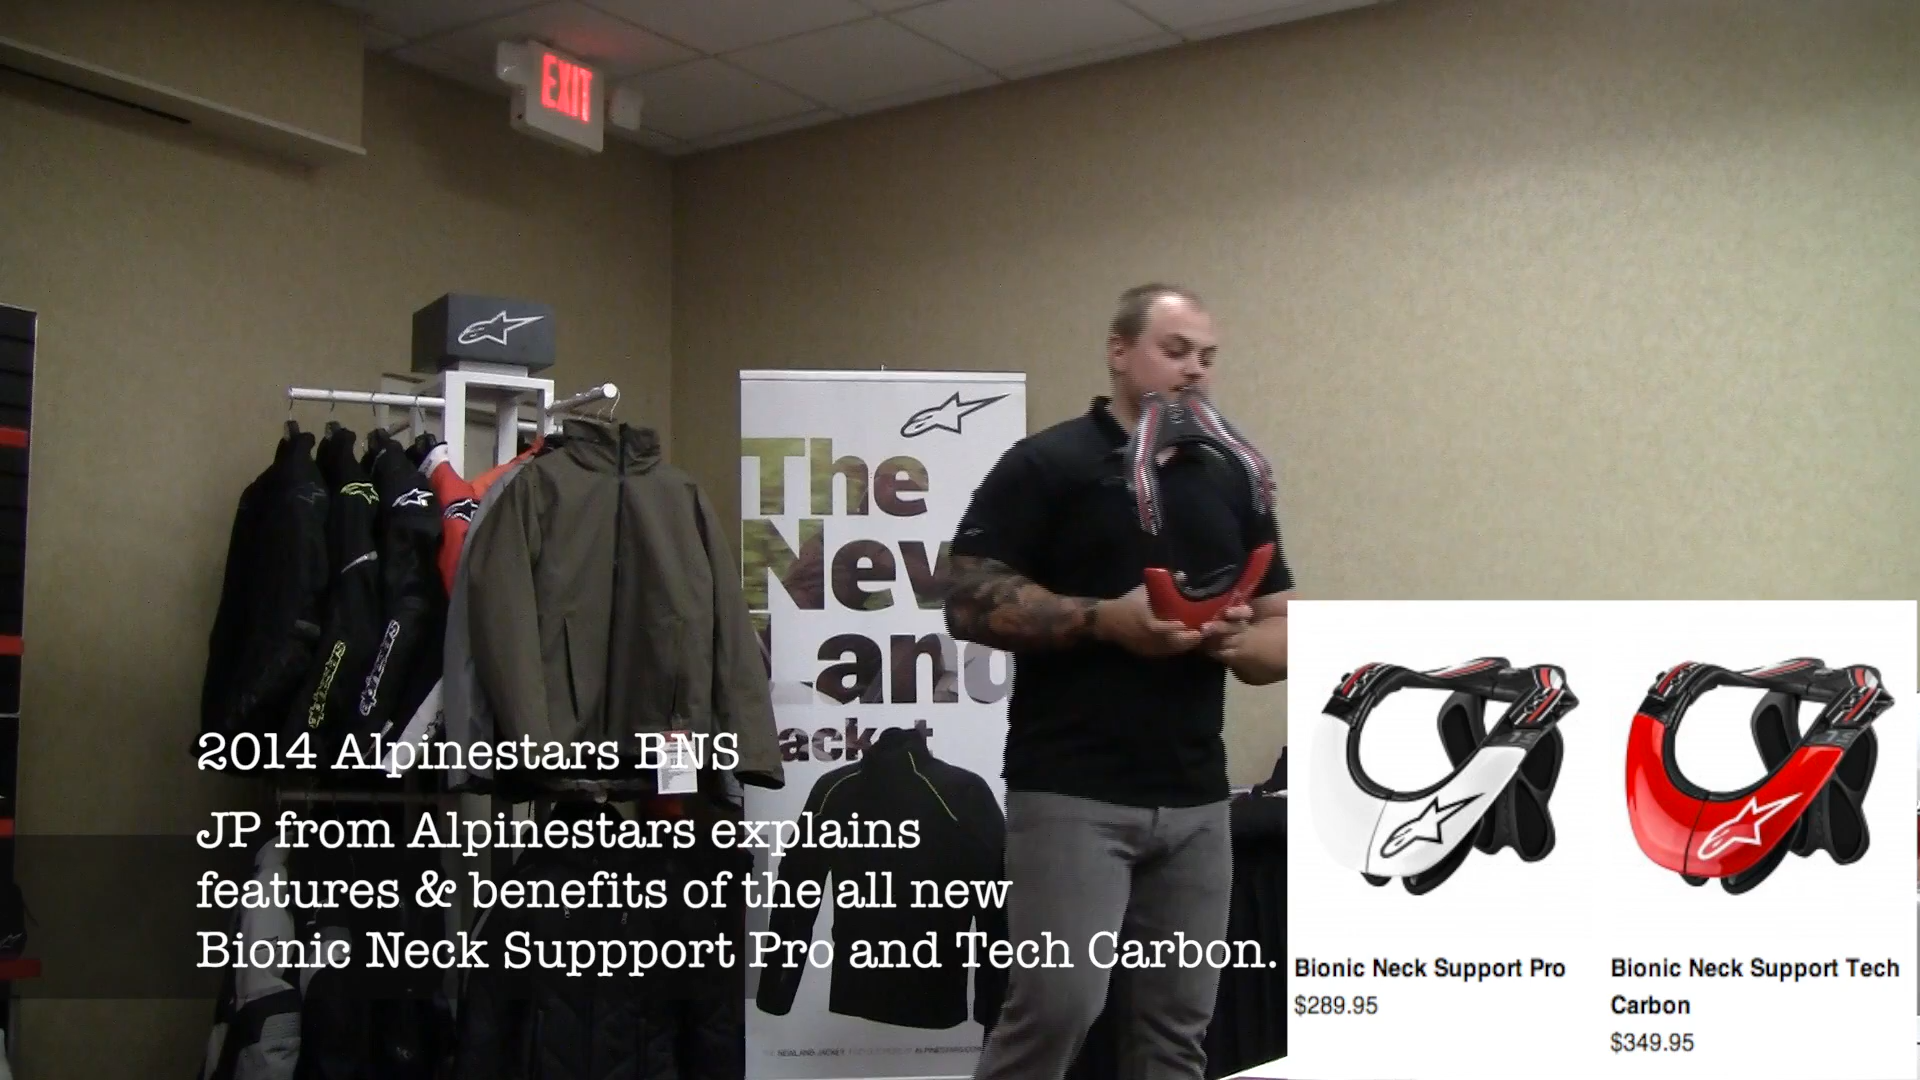 EXIT
The
New
Land
Jacket
2014 Alpinestars BNS
JP from Alpinestars explains
features & benefits of the all new
Bionic Neck Suppport Pro and Tech Carbon.
Bionic Neck Support Pro
$289.95
Bionic Neck Support Tech
Carbon
$349.95